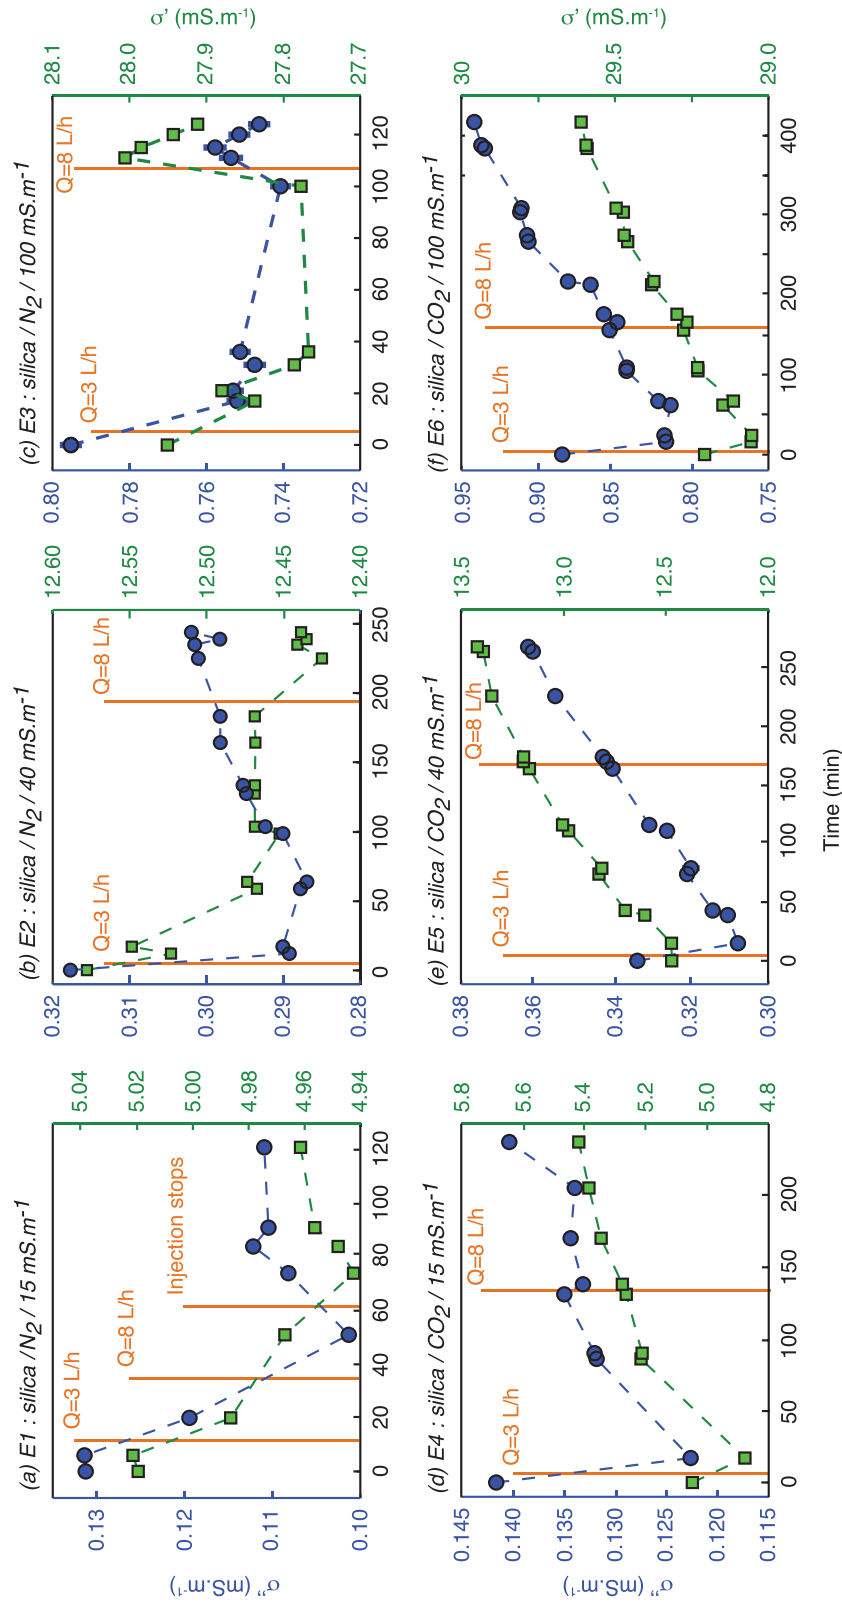 (a) E1 : silica / N2 / 15 mS.m-1
Q=3 L/h
Q=8 L/h
Injection stops
σ'' (mS.m-1)
0.13
0.12
0.11
0.10
5.04
5.02
5.00
4.98
4.96
4.94
0 20 40 60 80 100 120
(b) E2 : silica / N2 / 40 mS.m-1
Q=3 L/h
Q=8 L/h
0.32
0.31
0.30
0.29
0.28
12.60
12.55
12.50
12.45
12.40
0 50 100 150 200 250
(c) E3 : silica / N2 / 100 mS.m-1
Q=3 L/h
Q=8 L/h
0.80
0.78
0.76
0.74
0.72
28.1
28.0
27.9
27.8
27.7
σ' (mS.m-1)
0 20 40 60 80 100 120
(d) E4 : silica / CO2 / 15 mS.m-1
Q=3 L/h
Q=8 L/h
σ'' (mS.m-1)
0.145
0.140
0.135
0.130
0.125
0.120
0.115
5.8
5.6
5.4
5.2
5.0
4.8
0 50 100 150 200
(e) E5 : silica / CO2 / 40 mS.m-1
Q=3 L/h
Q=8 L/h
0.38
0.36
0.34
0.32
0.30
13.5
13.0
12.5
12.0
0 50 100 150 200 250
Time (min)
(f) E6 : silica / CO2 / 100 mS.m-1
Q=3 L/h
Q=8 L/h
0.95
0.90
0.85
0.80
0.75
30
29.5
29.0
σ' (mS.m-1)
0 100 200 300 400